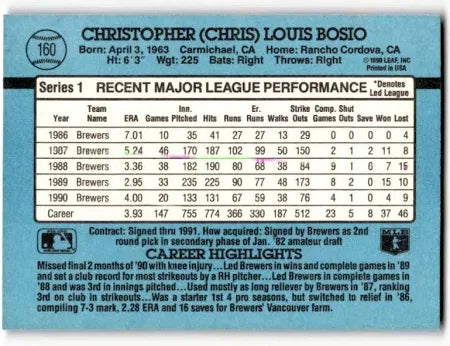 160
CHRISTOPHER (CHRIS) LOUIS BOSIO
Born: April 3, 1963 Carmichael, CA Home: Rancho Cordova, CA
Ht: 6'3" Wgt: 225 Bats: Right Throws: Right
© 1990 LEAF, INC
Printed in USA
Series 1 RECENT MAJOR LEAGUE PERFORMANCE *Denotes Led League
Year Team Name ERA Games Inn. Pitched Hits Runs Er. Runs Walks Strike Outs Comp. Games Shut Outs Save Won Lost
1986 Brewers 7.01 10 35 41 27 27 13 29 0 0 0 0 4
1987 Brewers 5.24 46 170 187 102 99 50 150 2 1 2 11 8
1988 Brewers 3.36 38 182 190 80 68 38 84 9 1 6 7 15
1989 Brewers 2.95 33 235 225 90 77 48 173 8 2 0 15 10
1990 Brewers 4.00 20 133 131 67 59 38 76 4 1 0 4 9
Career 3.93 147 755 774 366 330 187 512 23 5 8 37 46
Contract: Signed thru 1991. How acquired: Signed by Brewers as 2nd
round pick in secondary phase of Jan. '82 amateur draft
CAREER HIGHLIGHTS
MLB
Missed final 2 months of '90 with knee injury...Led Brewers in wins and complete games in '89
and set a club record for most strikeouts by a RH pitcher...Led Brewers in complete games in
'88 and was 3rd in innings pitched...Used mostly as long reliever by Brewers in '87, ranking
3rd on club in strikeouts...Was a starter 1st 4 pro seasons, but switched to relief in '86,
compiling 7-3 mark, 2.28 ERA and 16 saves for Brewers' Vancouver farm.